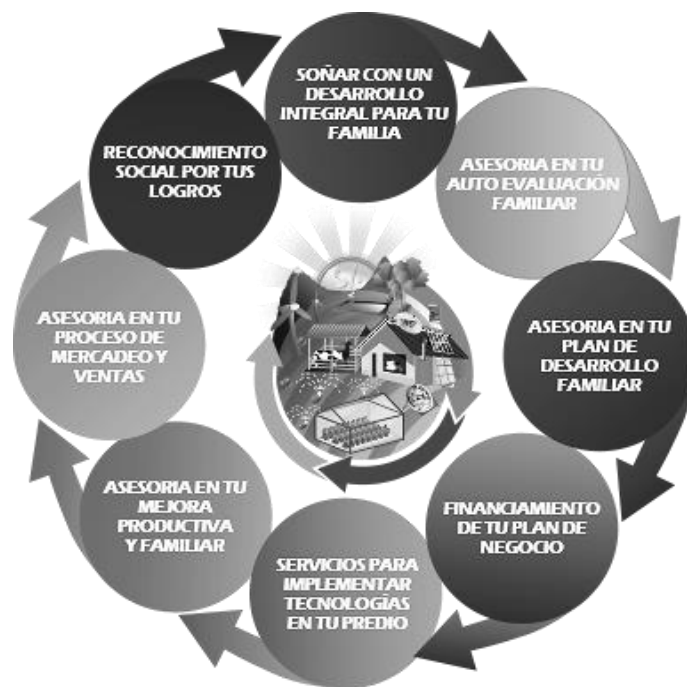 SOÑAR CON UN
DESARROLLO
INTEGRAL PARA TU
FAMILIA
ASESORIA EN TU
AUTO EVALUACIÓN
FAMILIAR
ASESORIA EN TU
PLAN DE
DESARROLLO
FAMILIAR
FINANCIAMIENTO
DE TU PLAN DE
NEGOCIO
SERVICIOS PARA
IMPLEMENTAR
TECNOLOGÍAS
EN TU PREDIO
ASESORIA EN TU
MEJORA
PRODUCTIVA
Y FAMILIAR
ASESORIA EN TU
PROCESO DE
MERCADEO Y
VENTAS
RECONOCIMIENTO
SOCIAL POR TUS
LOGROS